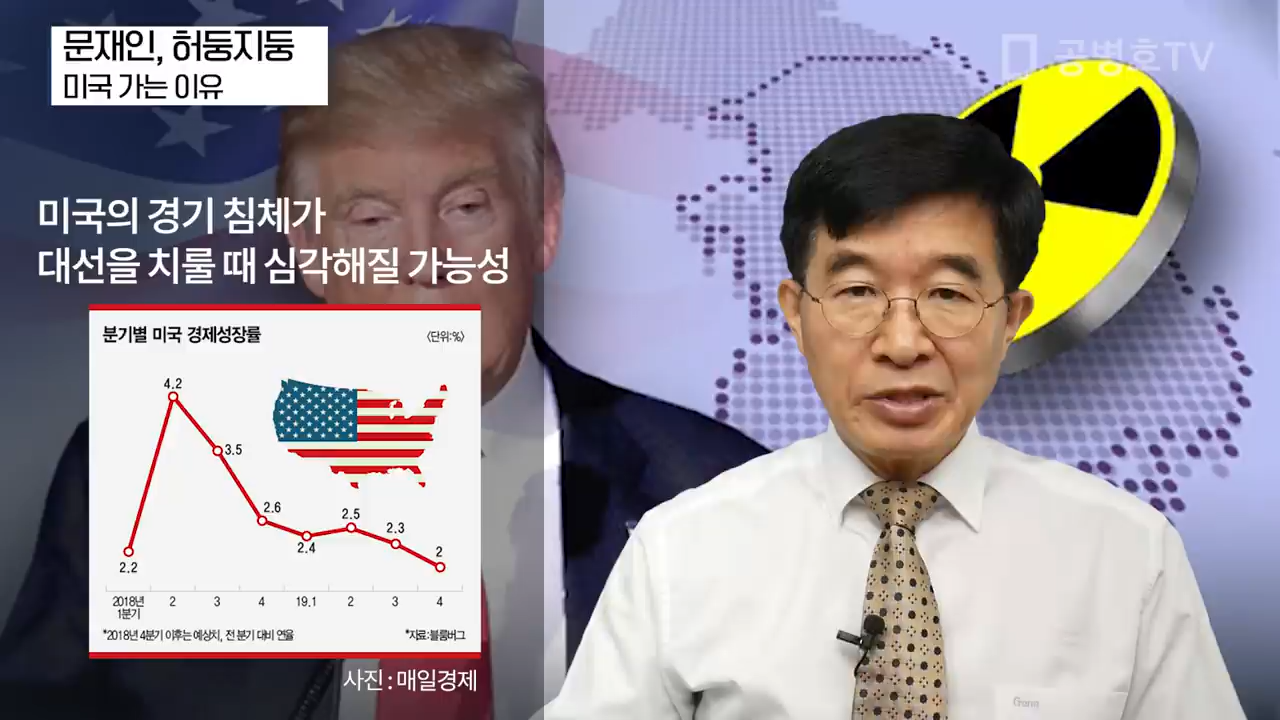 문재인, 허둥지둥
미국 가는 이유
공병호TV
미국의 경기 침체가
대선을 치룰 때 심각해질 가능성
분기별 미국 경제성장률
〈단위:%〉
4.2
3.5
2.6
2.5
2.3
2
2.4
2.2
2018년 2 3 4 19.1 2 3 4
1분기
*2018년 4분기 이후는 예상치, 전 분기 대비 연율
*자료:블룸버그
사진 : 매일경제